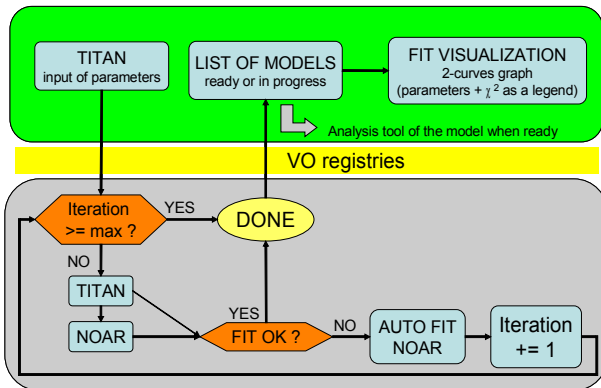 TITAN
input of parameters
LIST OF MODELS
ready or in progress
FIT VISUALIZATION
2-curves graph
(parameters + χ ² as a legend)
Analysis tool of the model when ready
VO registries
Iteration
>= max ?
YES
DONE
NO
TITAN
NOAR
YES
FIT OK ?
NO
AUTO FIT
NOAR
Iteration
+= 1